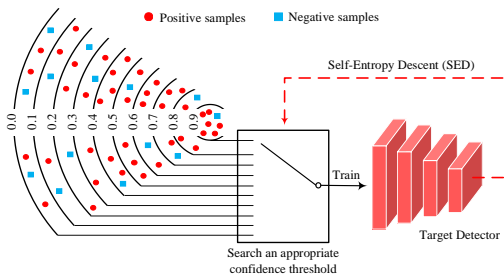 Positive samples
Negative samples
Self-Entropy Descent (SED)
0.0
0.1
0.2
0.3
0.4
0.5
0.6
0.7
0.8
0.9
Train
Target Detector
Search an appropriate
confidence threshold